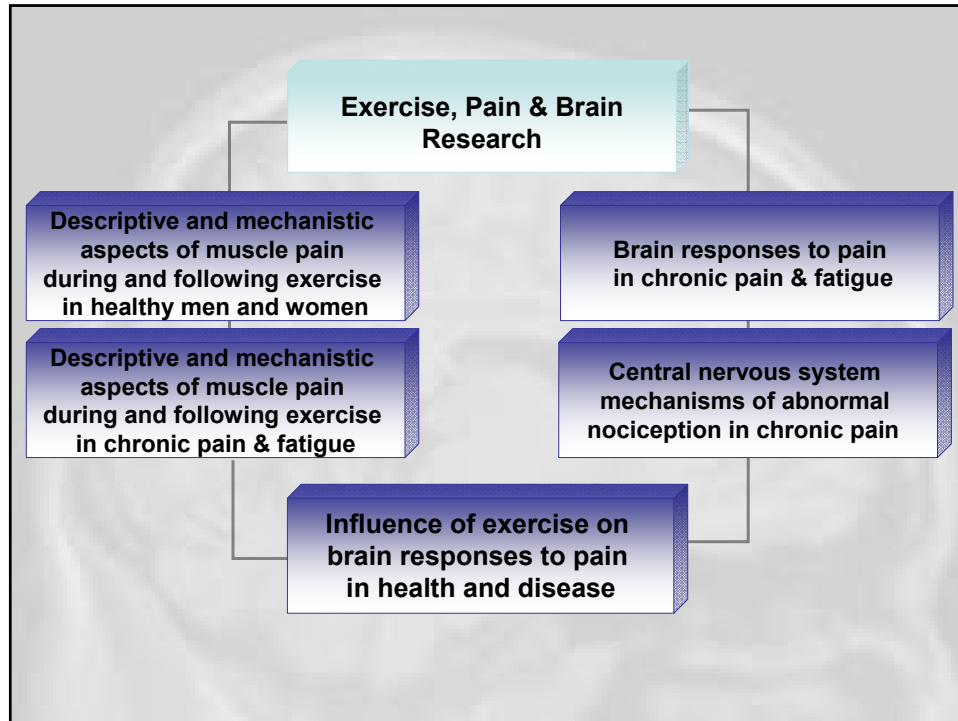 Exercise, Pain & Brain
Research
Descriptive and mechanistic
aspects of muscle pain
during and following exercise
in healthy men and women
Descriptive and mechanistic
aspects of muscle pain
during and following exercise
in chronic pain & fatigue
Brain responses to pain
in chronic pain & fatigue
Central nervous system
mechanisms of abnormal
nociception in chronic pain
Influence of exercise on
brain responses to pain
in health and disease